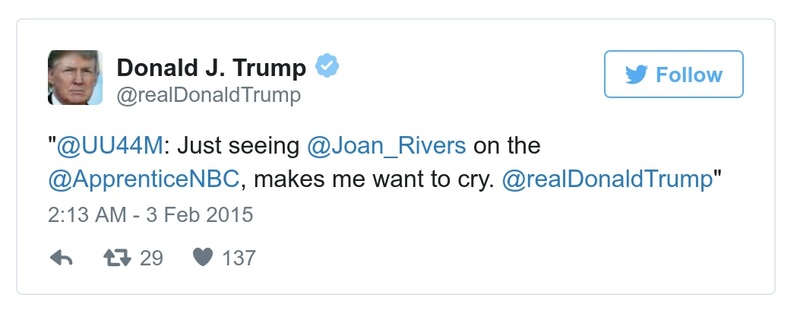 Donald J. Trump
@realDonaldTrump
Follow
"@UU44M: Just seeing @Joan_Rivers on the
@ApprenticeNBC, makes me want to cry. @realDonaldTrump"
2:13 AM - 3 Feb 2015
29 137